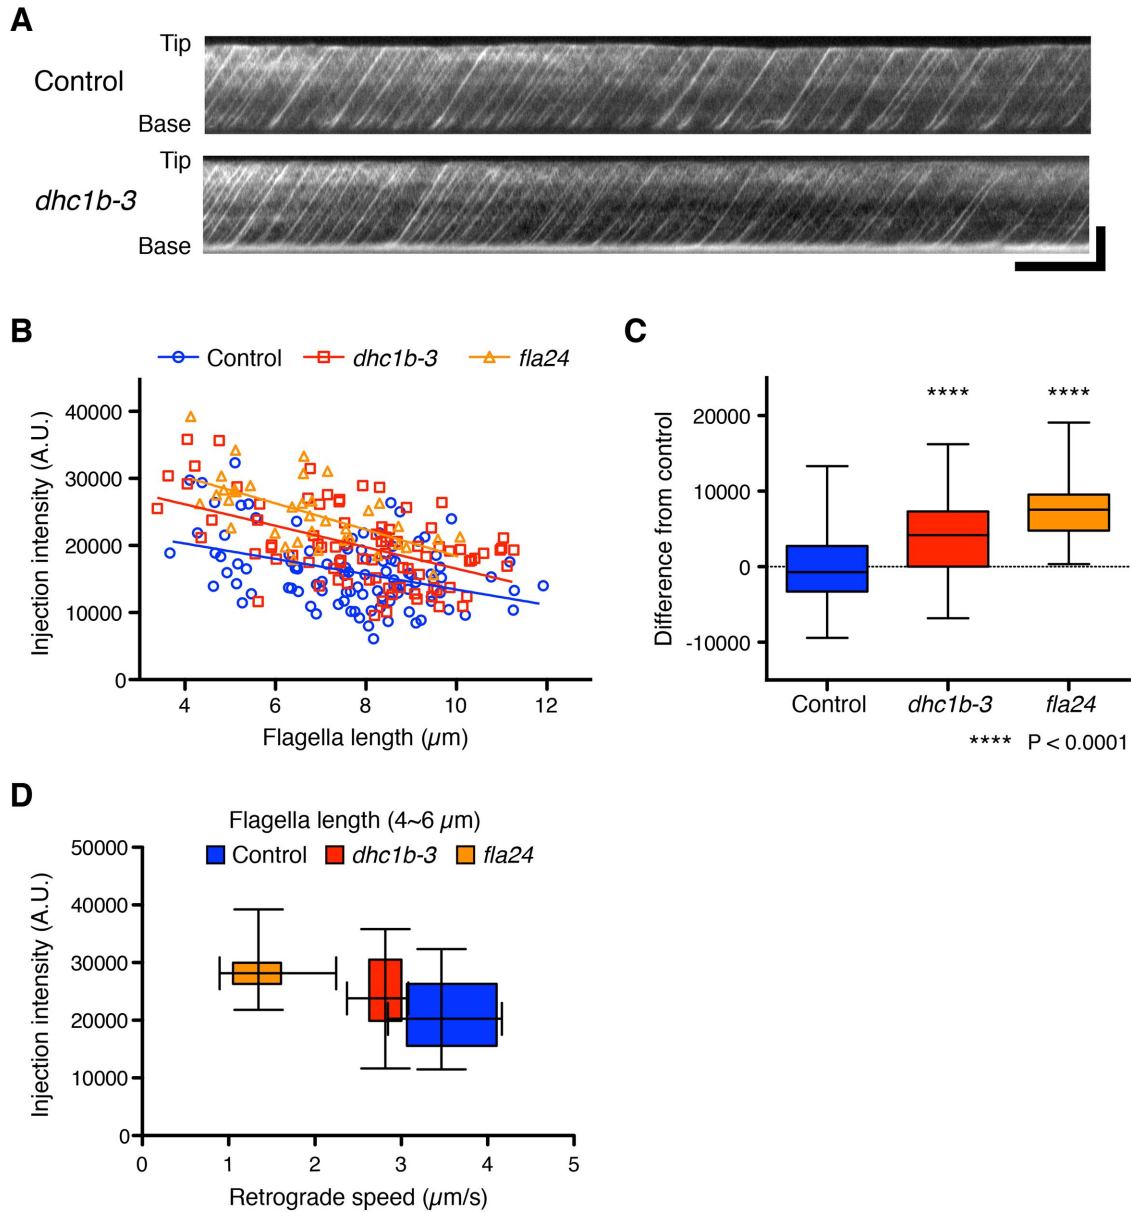 A
Tip
Control
Base
Tip
dhc1b-3
Base
B
Control dhc1b-3 fla24
40000
30000
20000
10000
0
Injection intensity (A.U.)
4 6 8 10 12
Flagella length (µm)
C
**** ****
20000
10000
0
-10000
Difference from control
Control dhc1b-3 fla24
**** P < 0.0001
D
Flagella length (4~6 µm)
Control dhc1b-3 fla24
50000
40000
30000
20000
10000
0
Injection intensity (A.U.)
0 1 2 3 4 5
Retrograde speed (µm/s)